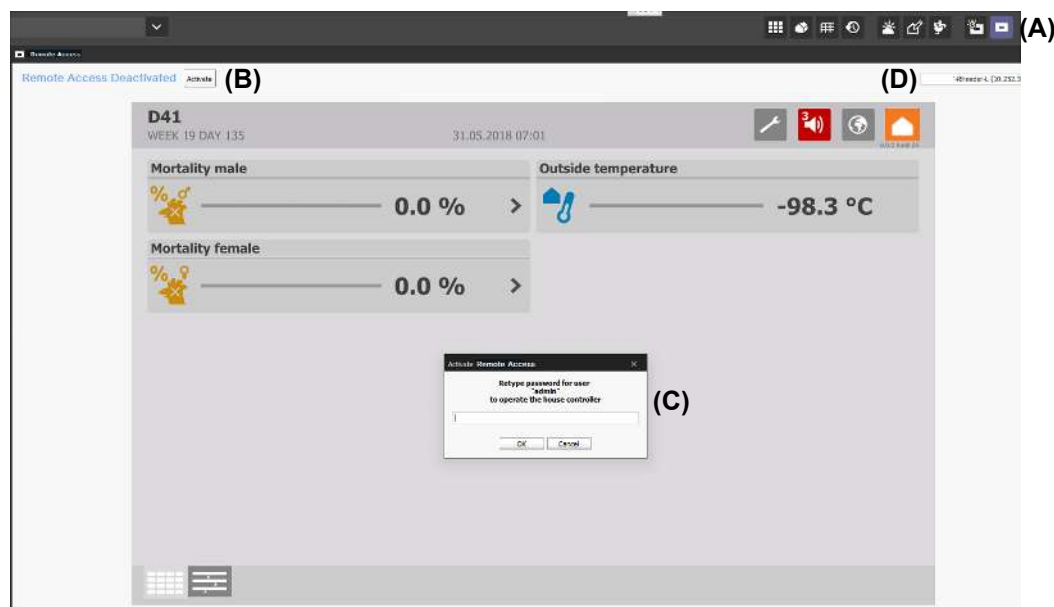 (A)
Remote Access
Remote Access Deactivated Activate (B) (D)
D41
WEEK 19 DAY 135 31.05.2018 07:01 3
Mortality male Outside temperature
% 0.0 % > -98.3 °C
Mortality female
% 0.0 % >
Activate Remote Access ×
Retype password for user
"admin"
to operate the house controller
(C)
OK Cancel